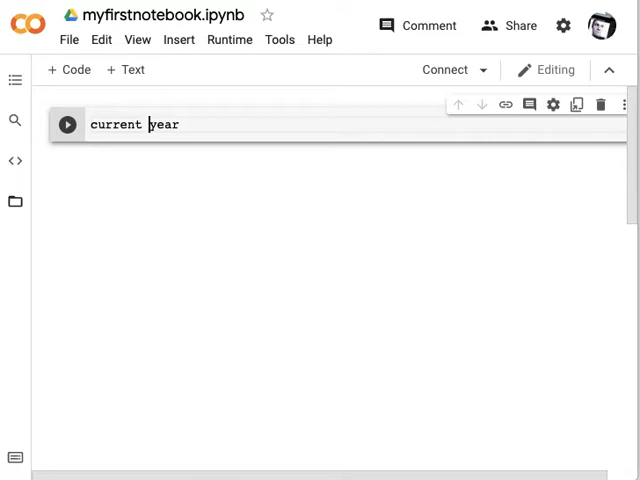 myfirstnotebook.ipynb
Comment
Share
File Edit View Insert Runtime Tools Help
+ Code + Text
Connect
Editing
current year